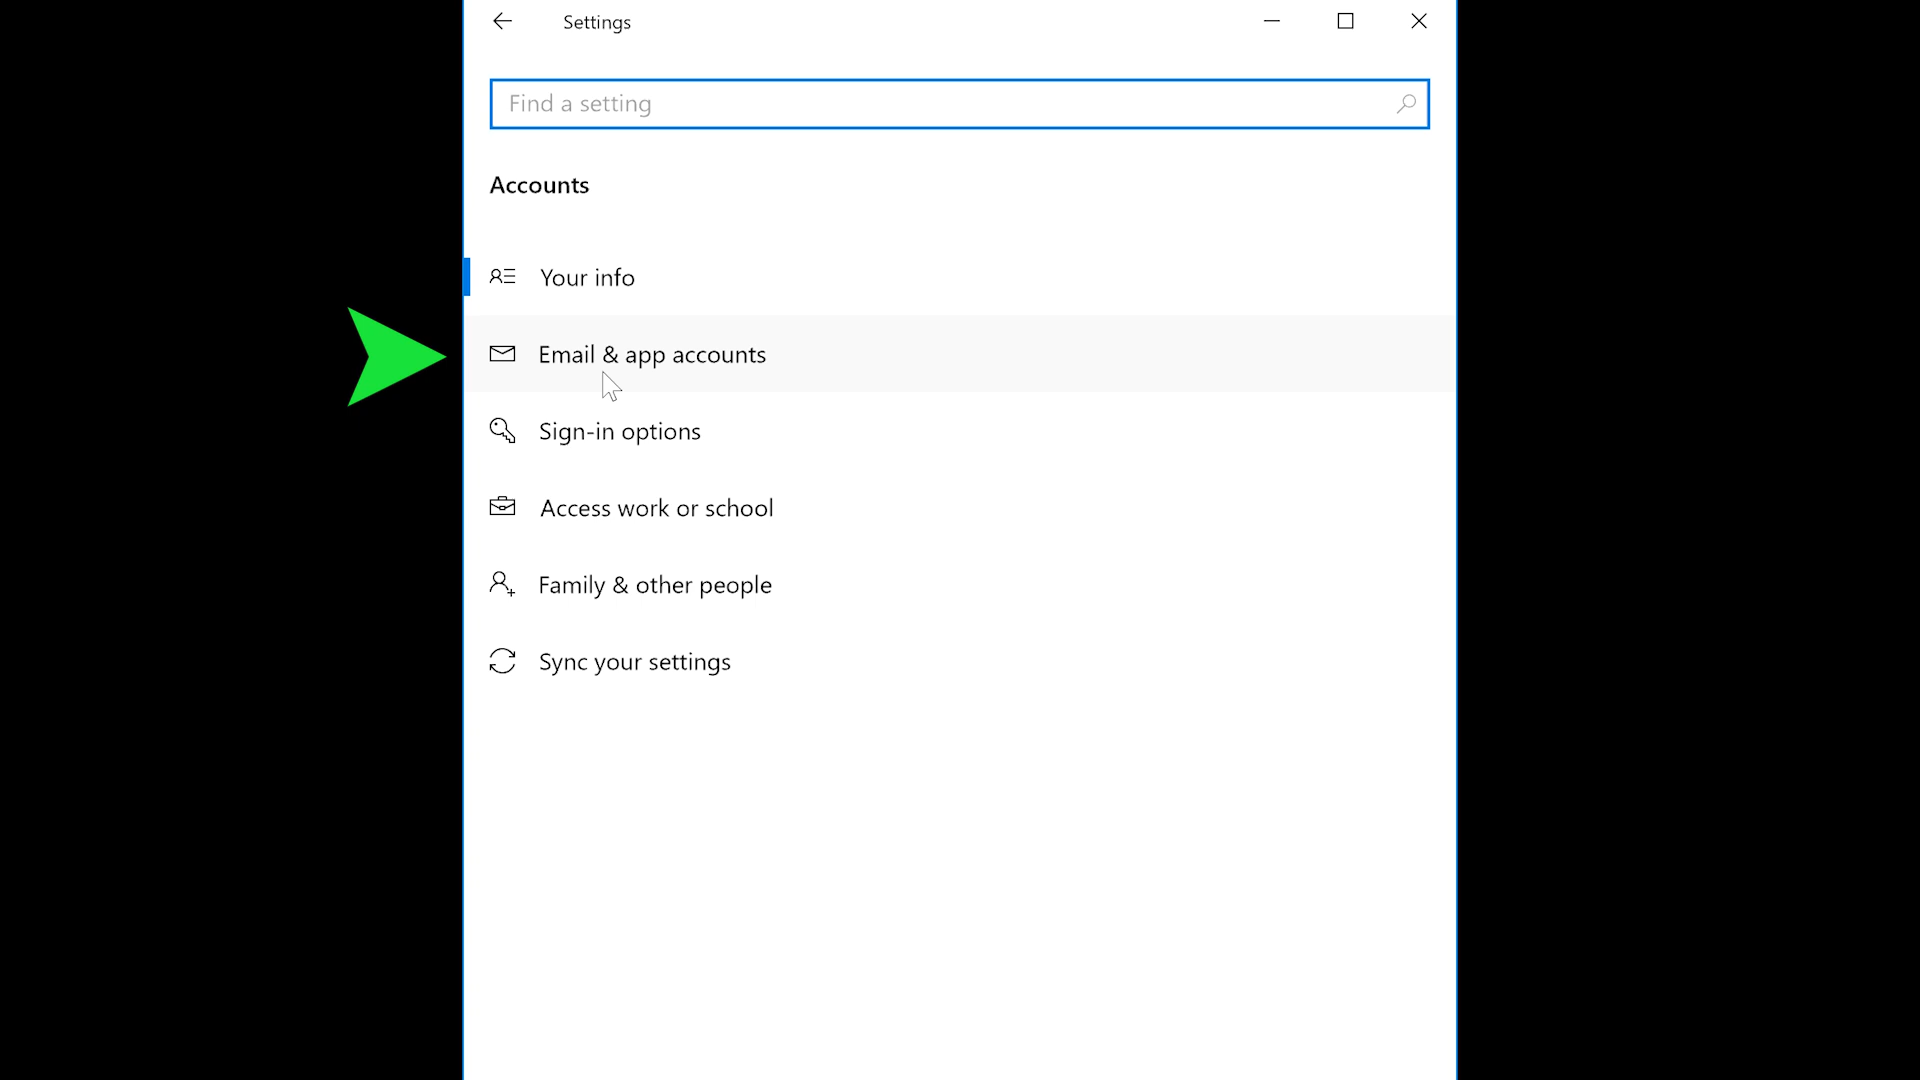 Settings
Find a setting
Accounts
Your info
Email & app accounts
Sign-in options
Access work or school
Family & other people
Sync your settings